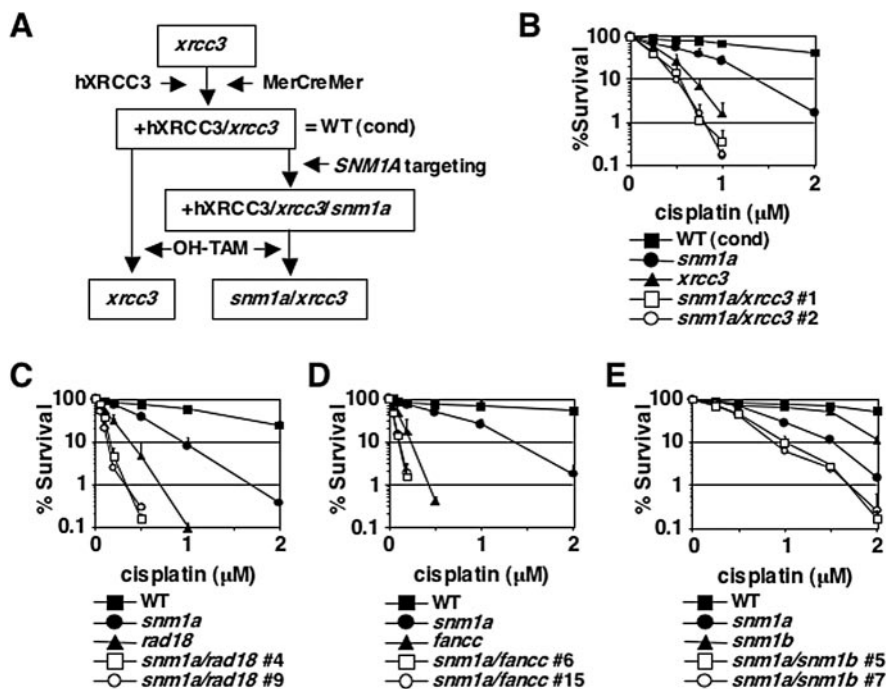 A
xrcc3
hXRCC3 MerCreMer
+hXRCC3/xrcc3 = WT (cond)
SNM1A targeting
+hXRCC3/xrcc3/snm1a
OH-TAM
xrcc3 snm1a/xrcc3
B
%Survival
100
10
1
0.1
0 1 2
cisplatin (μM)
WT (cond)
snm1a
xrcc3
snm1a/xrcc3 #1
snm1a/xrcc3 #2
C
% Survival
100
10
1
0.1
0 1 2
cisplatin (μM)
WT
snm1a
rad18
snm1a/rad18 #4
snm1a/rad18 #9
D
% Survival
100
10
1
0.1
0 1 2
cisplatin (μM)
WT
snm1a
fancc
snm1a/fancc #6
snm1a/fancc #15
E
% Survival
100
10
1
0.1
0 1 2
cisplatin (μM)
WT
snm1a
snm1b
snm1a/snm1b #5
snm1a/snm1b #7